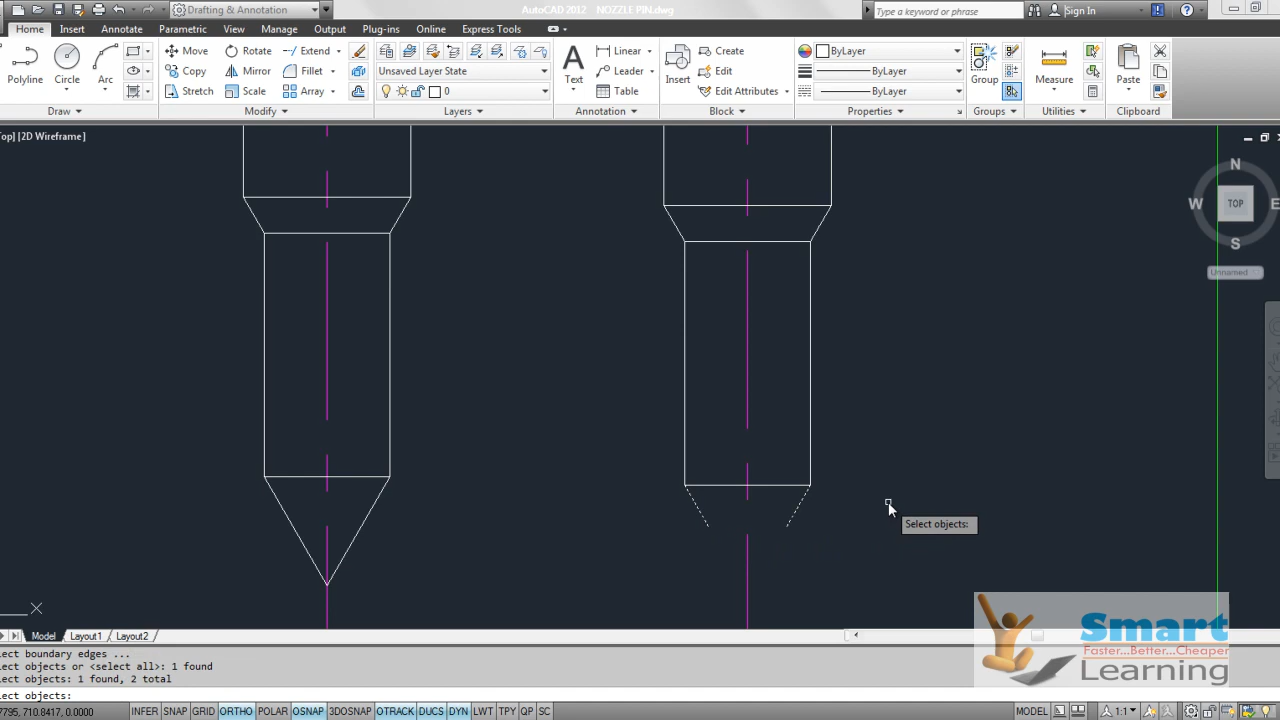 Drafting & Annotation
AutoCAD 2012 NOZZLE PIN.dwg
Type a keyword or phrase
Sign In
Home Insert Annotate Parametric View Manage Output Plug-ins Online Express Tools
Move Rotate Extend
Unsaved Layer State
Linear
Create
ByLayer
Polyline Circle Arc
Copy Mirror Fillet
Text
Leader
Insert
Edit
ByLayer
Group
Measure
Paste
Stretch Scale Array
0
Table
Edit Attributes
ByLayer
Draw Modify Layers Annotation Block Properties Groups Utilities Clipboard
Top] [2D Wireframe]
N
W TOP E
S
Unnamed
Select objects:
Model Layout1 Layout2
Smart
Faster...Better...Cheaper
Learning
elect boundary edges ...
elect objects or <select all>: 1 found
elect objects: 1 found, 2 total
elect objects:
7795, 710.8417, 0.0000 INFER SNAP GRID ORTHO POLAR OSNAP 3DOSNAP OTRACK DUCS DYN LWT TPY QP SC MODEL 1:1